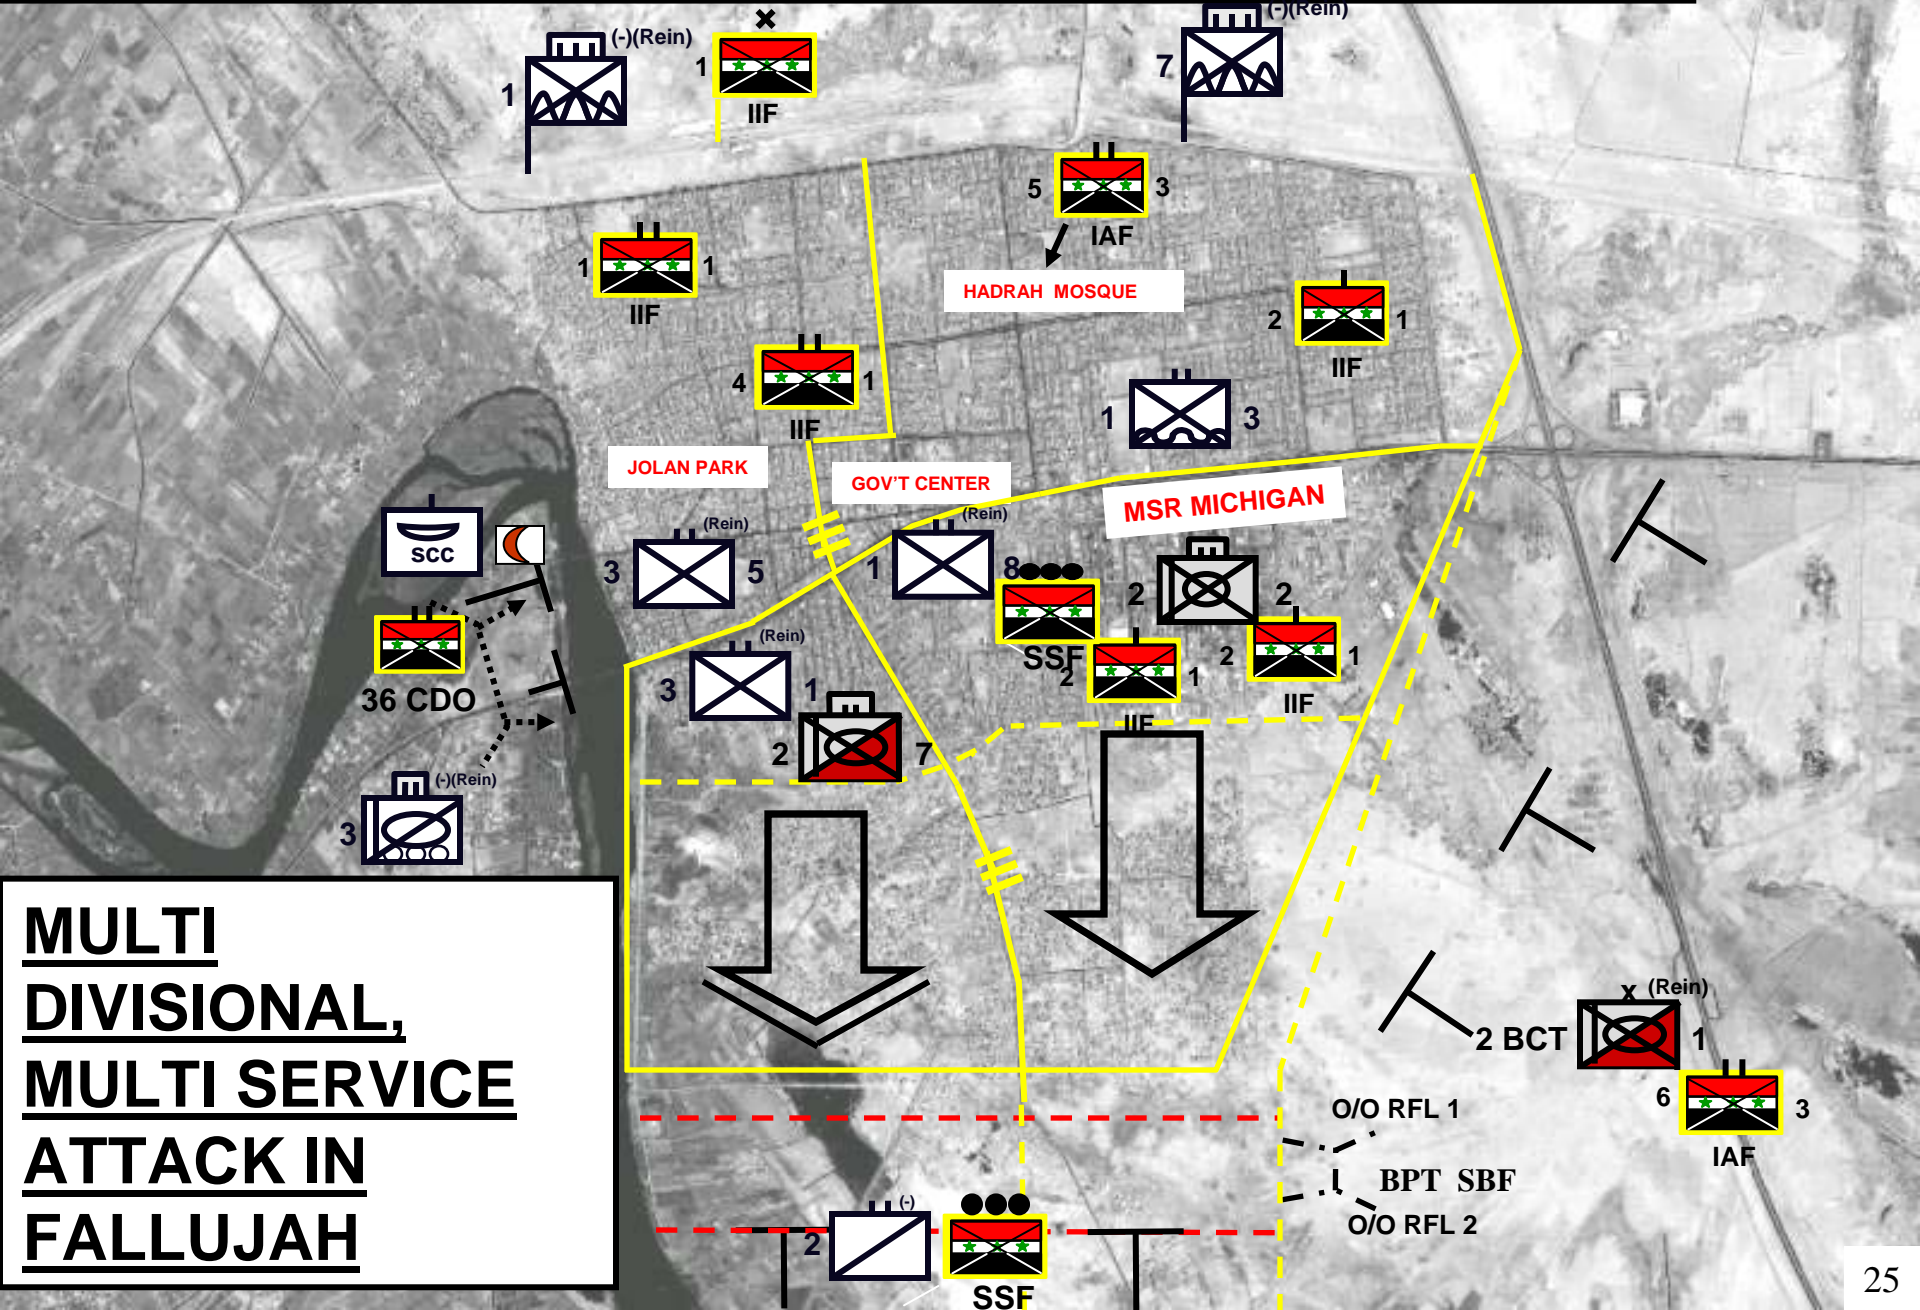 (-)(Rein)
1
1
IIF
(-)(Rein)
7
5
3
IAF
HADRAH MOSQUE
1
1
IIF
2
1
IIF
4
1
IIF
1
3
JOLAN PARK
GOV'T CENTER
MSR MICHIGAN
SCC
36 CDO
(-)(Rein)
3
(Rein)
3
5
(Rein)
1
8
SSF
2
2
2
1
IIF
2
1
IIF
(Rein)
3
1
2
7
MULTI
DIVISIONAL,
MULTI SERVICE
ATTACK IN
FALLUJAH
x (Rein)
2 BCT
1
6
3
IAF
O/O RFL 1
BPT SBF
O/O RFL 2
(-)
2
SSF
25